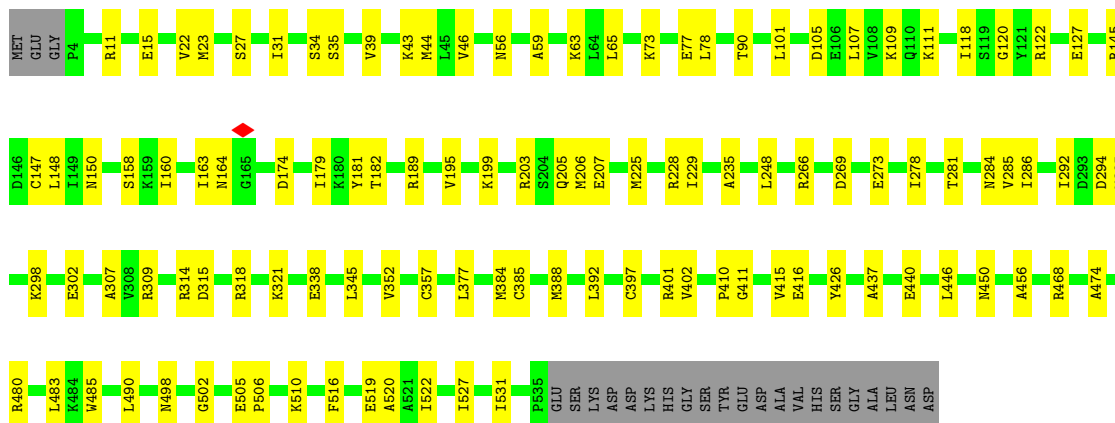 MET GLU GLY P4 R11 E15 V22 M23 S27 I31 S34 S35 V39 K43 M44 L45 V46 N56 A59 K63 L64 L65 K73 E77 L78 T90 L101 D105 E106 L107 V108 K109 Q110 K111 I118 S119 G120 Y121 R122 E127
D146 C147 L148 I149 N150 S158 K159 I160 I163 N164 G165 D174 I179 K180 Y181 T182 R189 V195 K199 R203 S204 Q205 M206 E207 M225 R228 I229 A235 L248 R266 D269 E273 I278 T281 N284 V285 I286 I292 D293 D294
K298 E302 A307 V308 R309 R314 D315 R318 K321 E338 L345 V352 C357 L377 M384 C385 M388 L392 C397 R401 V402 P410 G411 V415 E416 Y426 A437 E440 L446 N450 A456 R468 A474
R480 L483 K484 W485 L490 N498 G502 E505 P506 K510 F516 E519 A520 A521 I522 I527 I531 P535 GLU SER LYS ASP ASP LYS HIS GLY SER TYR GLU ASP ALA VAL HIS SER GLY ALA LEU ASN ASP